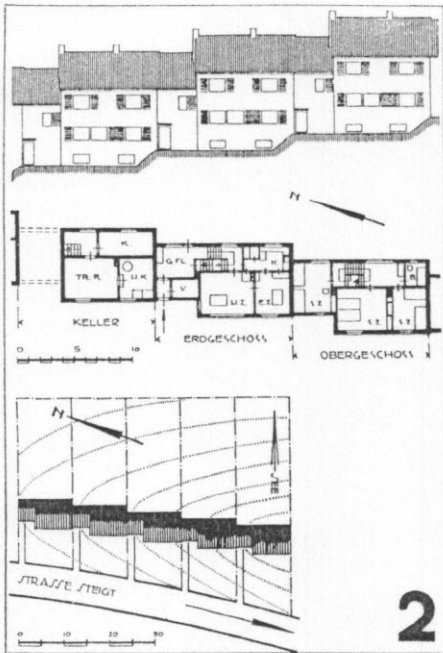 N
K.
G.FL.
K
B.
TR.R.
W.K.
V.
W.Z.
E.Z.
S.Z.
S.Z.
S.Z.
KELLER
ERDGESCHOSS
OBERGESCHOSS
0 5 10
N
STRASSE STEIGT
0 10 20 30
2